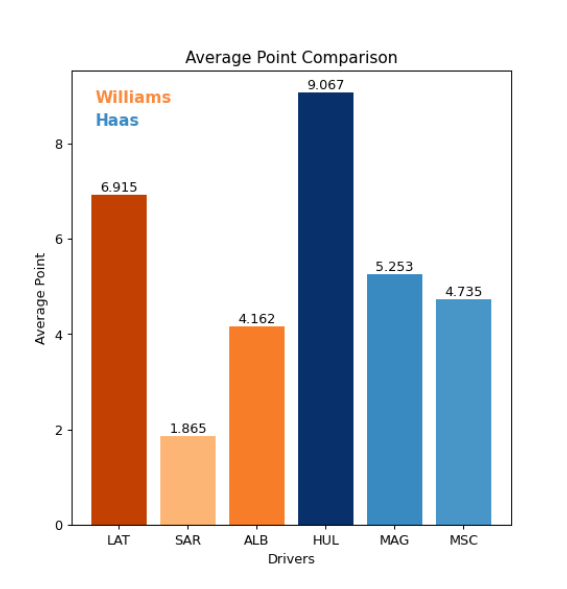 Average Point Comparison
Williams
Haas
9.067
6.915
5.253
4.735
4.162
1.865
8
6
4
2
0
Average Point
LAT SAR ALB HUL MAG MSC
Drivers